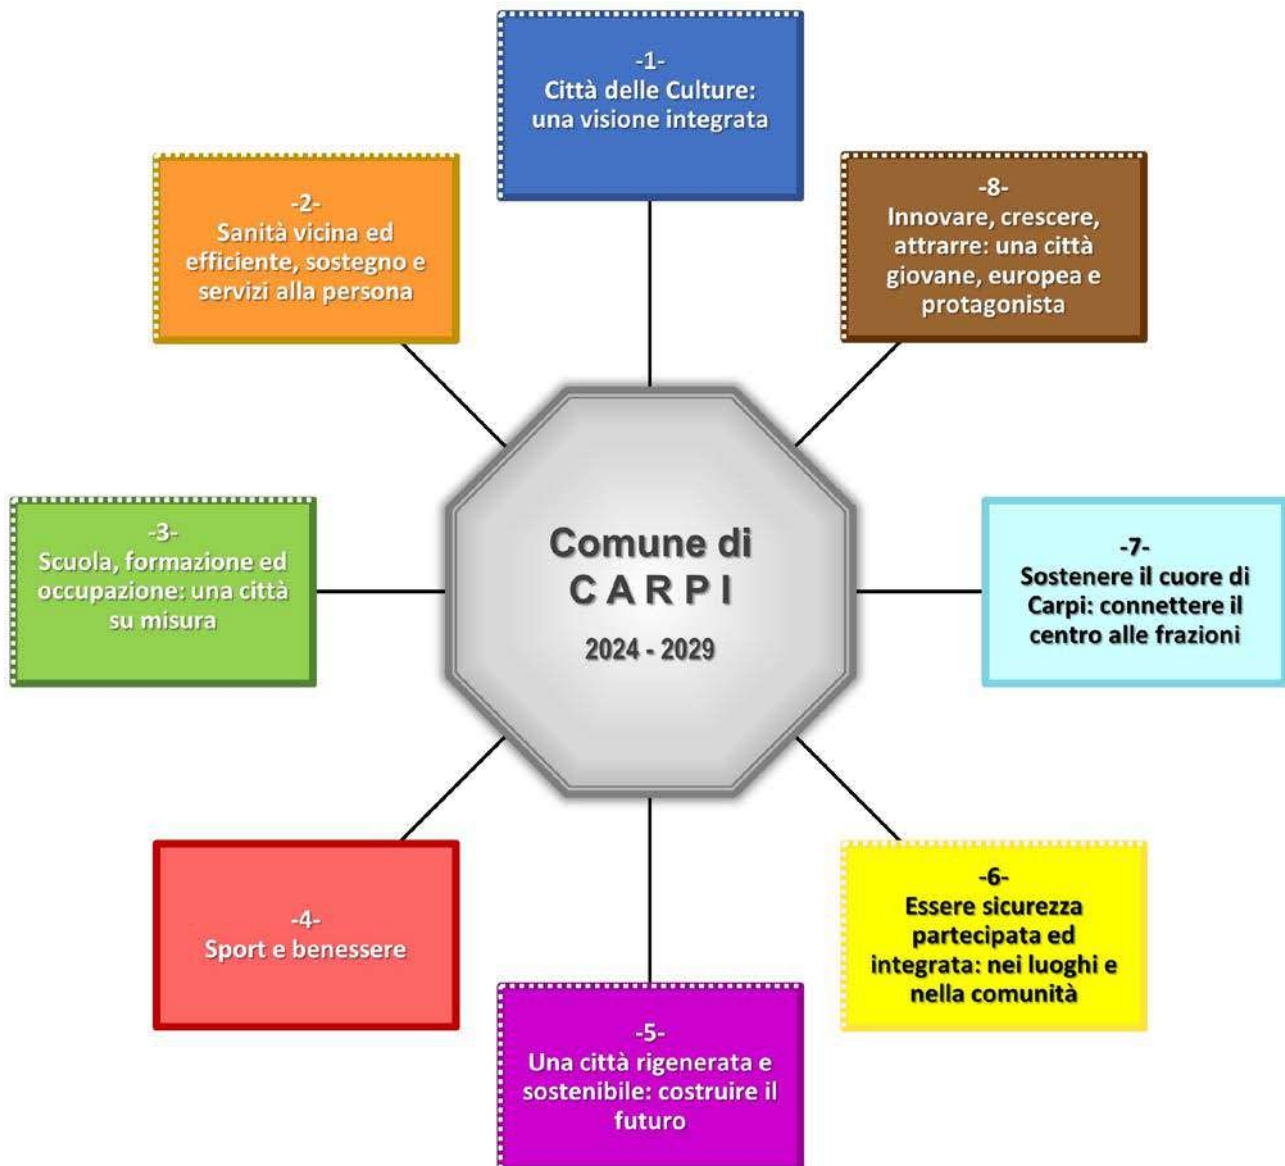 -1-
Città delle Culture:
una visione integrata
-2-
Sanità vicina ed
efficiente, sostegno e
servizi alla persona
-8-
Innovare, crescere,
attrarre: una città
giovane, europea e
protagonista
-3-
Scuola, formazione ed
occupazione: una città
su misura
Comune di
CARPI
2024 - 2029
-7-
Sostenere il cuore di
Carpi: connettere il
centro alle frazioni
-4-
Sport e benessere
-6-
Essere sicurezza
partecipata ed
integrata: nei luoghi e
nella comunità
-5-
Una città rigenerata e
sostenibile: costruire il
futuro